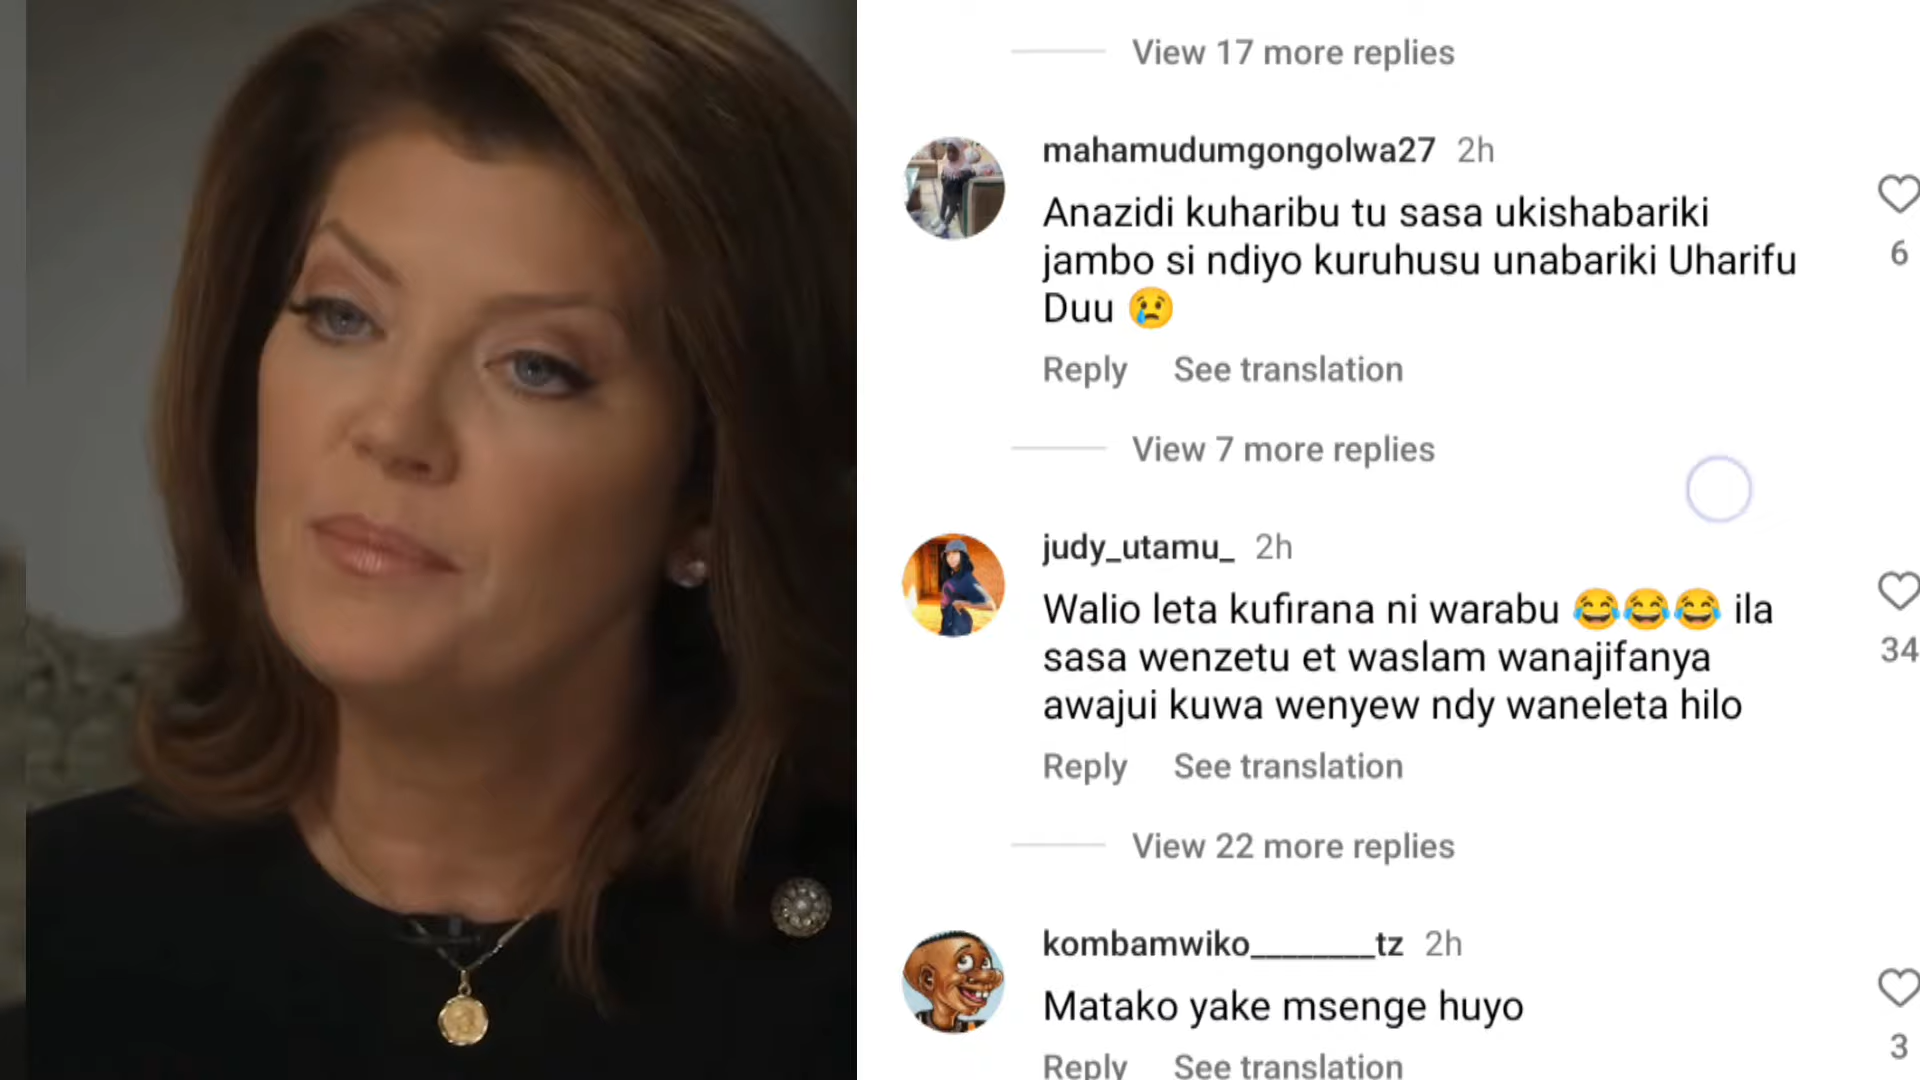 View 17 more replies
mahamudumgongolwa27 2h
Anazidi kuharibu tu sasa ukishabariki
jambo si ndiyo kuruhusu unabariki Uharifu
Duu 😢
6
Reply See translation
View 7 more replies
judy_utamu_ 2h
Walio leta kufirana ni warabu 😂😂😂 ila
sasa wenzetu et waslam wanajifanya
awajui kuwa wenyew ndy waneleta hilo
34
Reply See translation
View 22 more replies
kombamwiko________tz 2h
Matako yake msenge huyo
3
Reply See translation